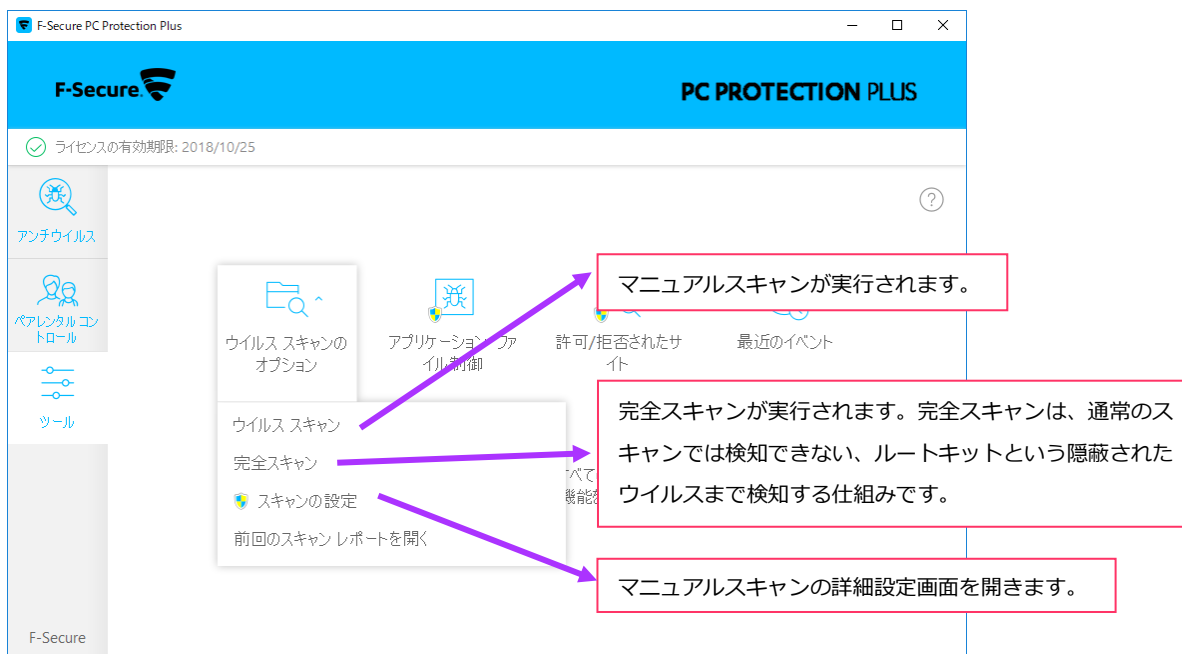 F-Secure PC Protection Plus
F-Secure.
PC PROTECTION PLUS
ライセンスの有効期限: 2018/10/25
アンチウイルス
ペアレンタル コン
トロール
ツール
F-Secure
?
ウイルス スキャンの
オプション
ファ
イル制御
許可/拒否されたサ
イト
最近のイベント
ウイルス スキャン
完全スキャン
スキャンの設定
前回のスキャン レポートを開く
マニュアルスキャンが実行されます。
完全スキャンが実行されます。完全スキャンは、通常のス
キャンでは検知できない、ルートキットという隠蔽された
ウイルスまで検知する仕組みです。
マニュアルスキャンの詳細設定画面を開きます。